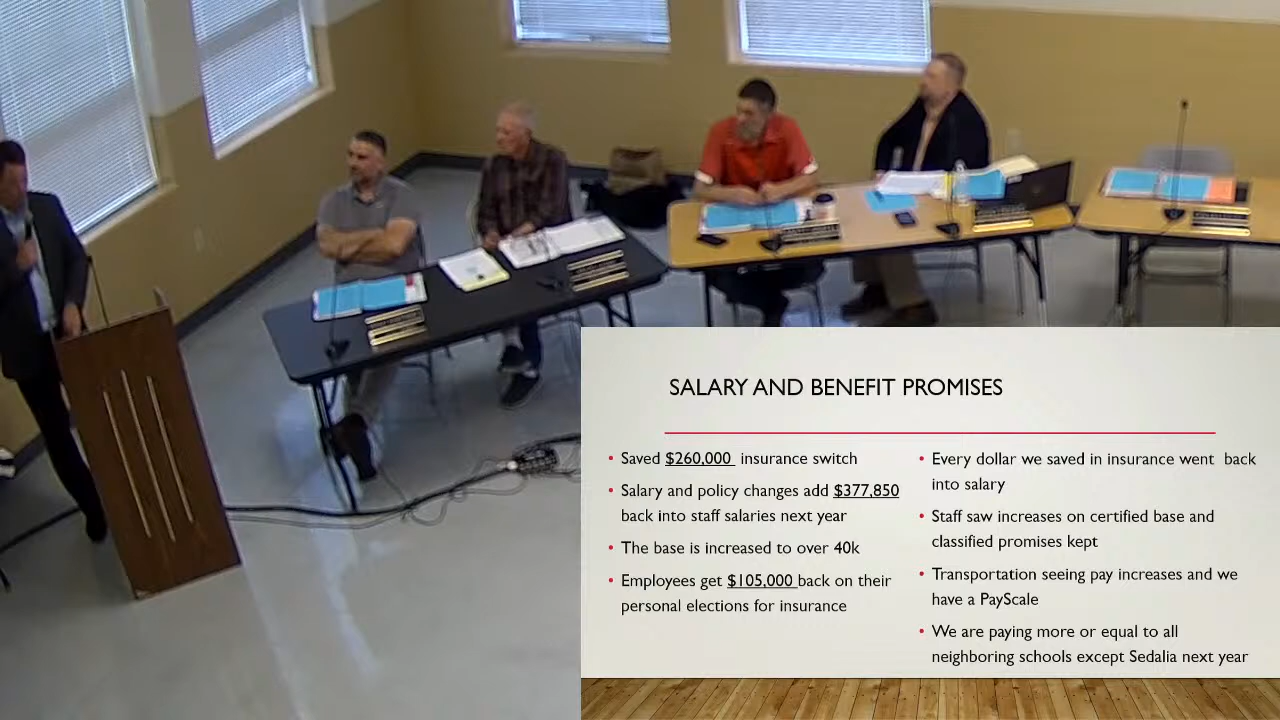 SALARY AND BENEFIT PROMISES
• Saved $260,000 insurance switch
• Salary and policy changes add $377,850
back into staff salaries next year
• The base is increased to over 40k
• Employees get $105,000 back on their
personal elections for insurance
• Every dollar we saved in insurance went back
into salary
• Staff saw increases on certified base and
classified promises kept
• Transportation seeing pay increases and we
have a PayScale
• We are paying more or equal to all
neighboring schools except Sedalia next year